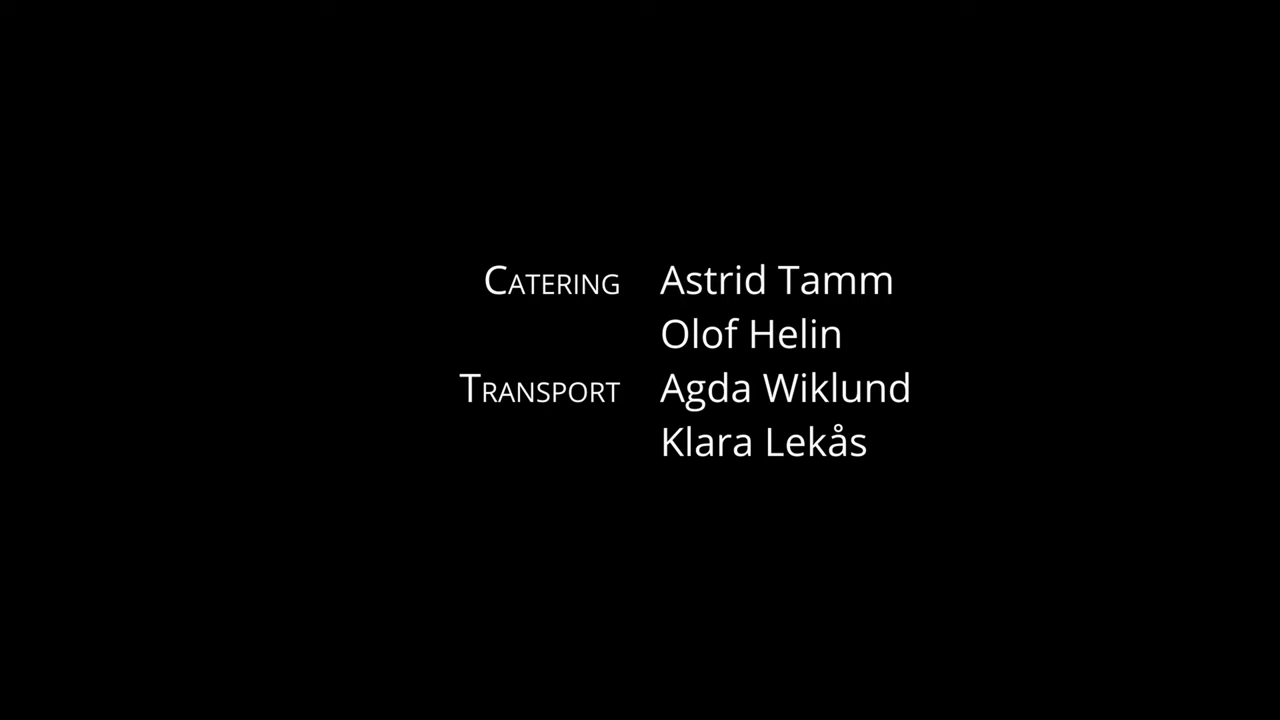 Catering Astrid Tamm
Olof Helin
Transport Agda Wiklund
Klara Lekås